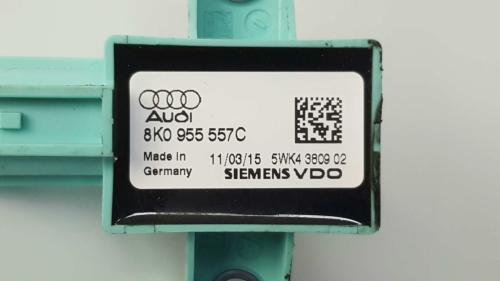 Audi
8K0 955 557C
Made in Germany
11/03/15 5WK4 3809 02
SIEMENS VDO